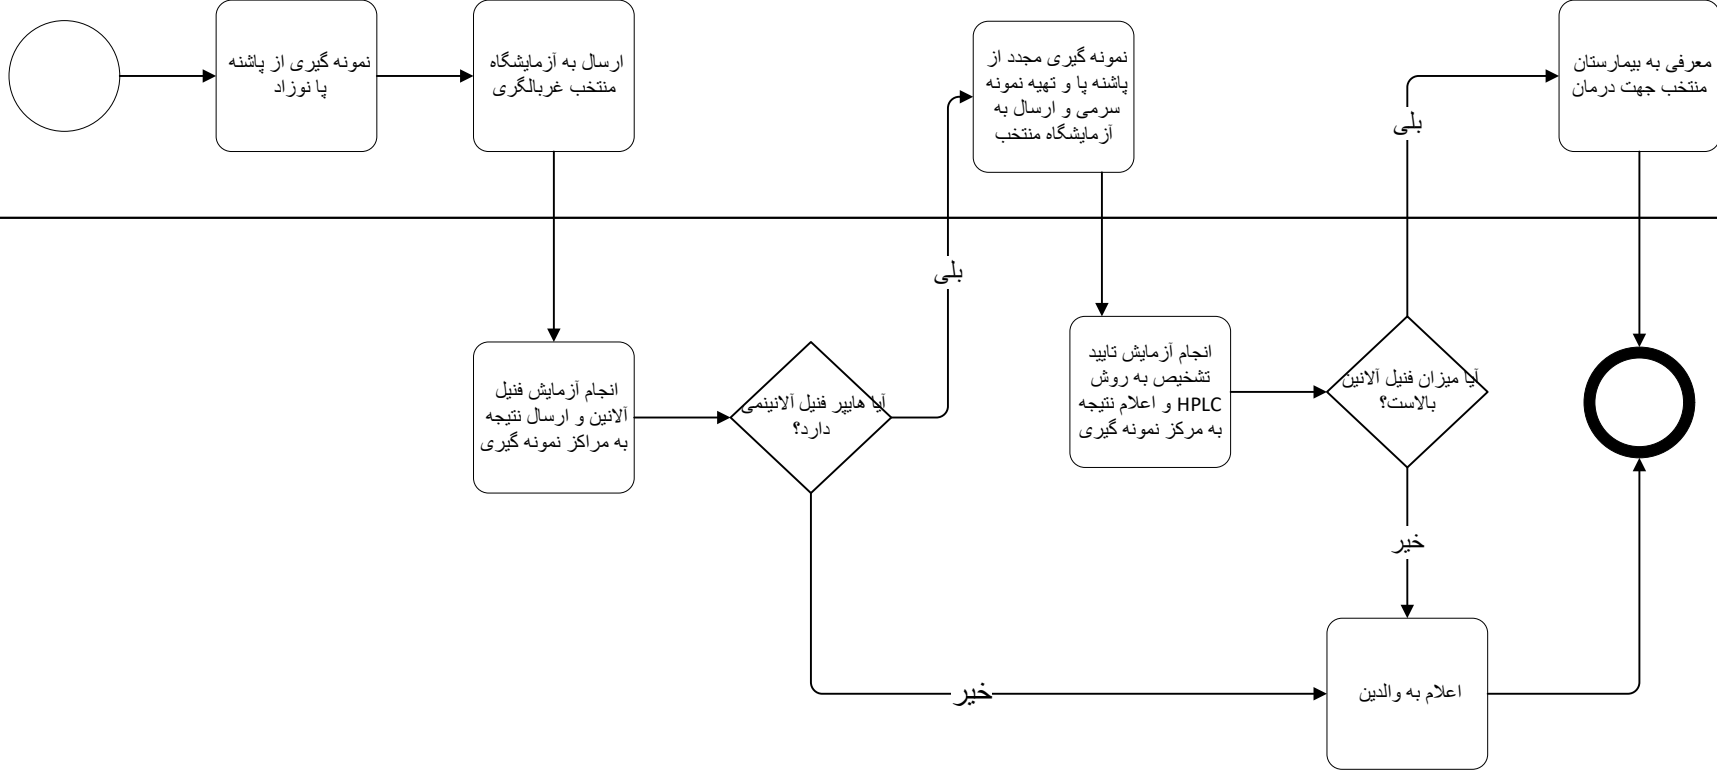 نمونه گیری از پاشنه
پا نوزاد
ارسال به آزمایشگاه
منتخب غربالگری
نمونه گیری مجدد از
پاشنه پا و تهیه نمونه
سرمی و ارسال به
آزمایشگاه منتخب
معرفی به بیمارستان
منتخب جهت درمان
بلی
بلی
انجام آزمایش فنیل
آلانین و ارسال نتیجه
به مراکز نمونه گیری
آیا هایپر فنیل آلانینمی
دارد؟
انجام آزمایش تایید
تشخیص به روش
HPLC و اعلام نتیجه
به مرکز نمونه گیری
آیا میزان فنیل آلانین
بالاست؟
خیر
خیر
اعلام به والدین